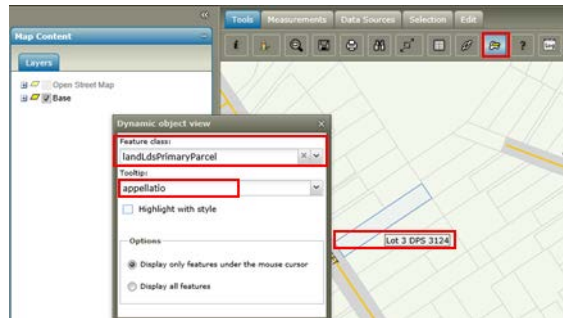 Tools Measurements Data Sources Selection Edit
Map Content
Layers
Open Street Map
Base
Dynamic object view
Feature class:
landLdsPrimaryParcel
Tooltip:
appellatio
Highlight with style
Options
Display only features under the mouse cursor
Display all features
Lot 3 DPS 3124